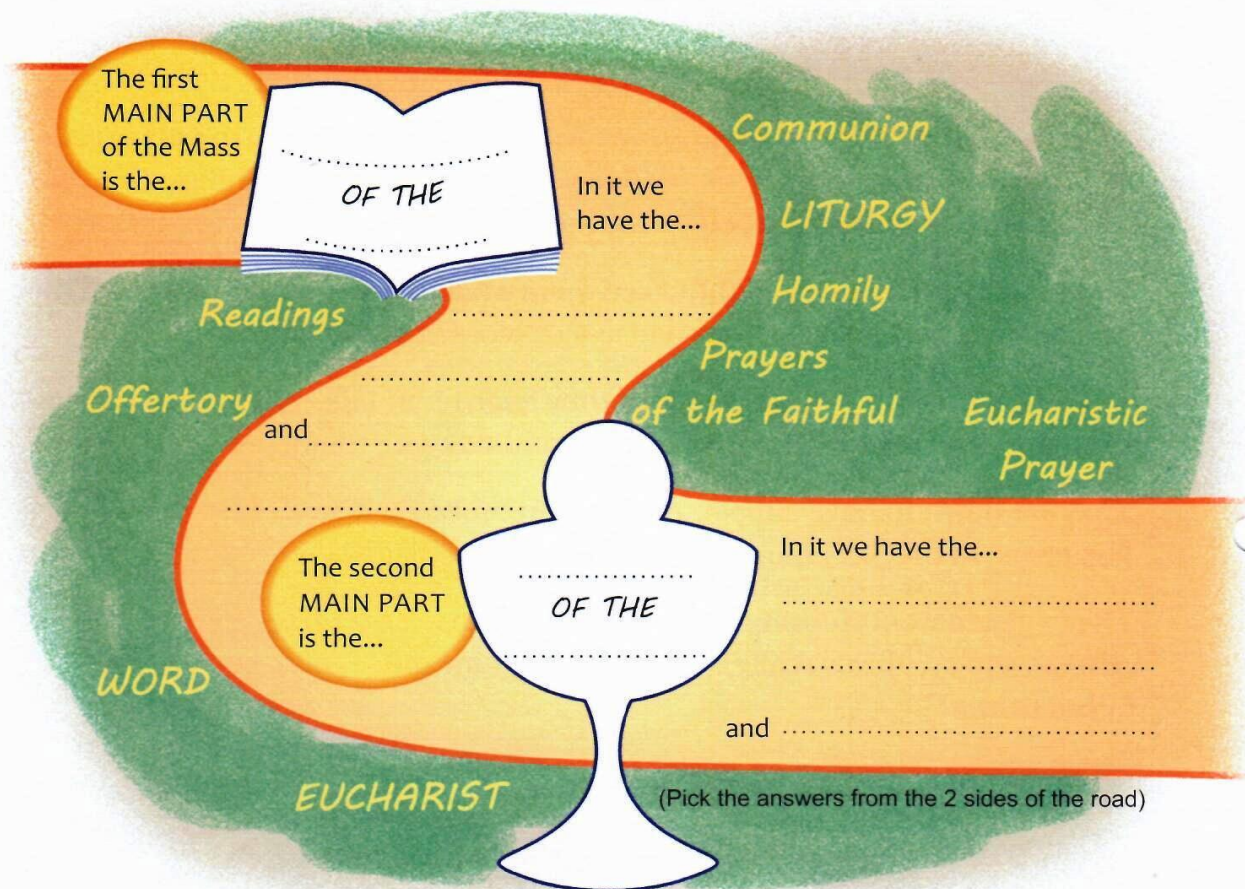 The first
MAIN PART
of the Mass
is the...
OF THE
In it we
have the...
Communion
LITURGY
Homily
Prayers
of the Faithful
Eucharistic
Prayer
Readings
Offertory
and
The second
MAIN PART
is the...
OF THE
In it we have the...
and
WORD
EUCHARIST
(Pick the answers from the 2 sides of the road)